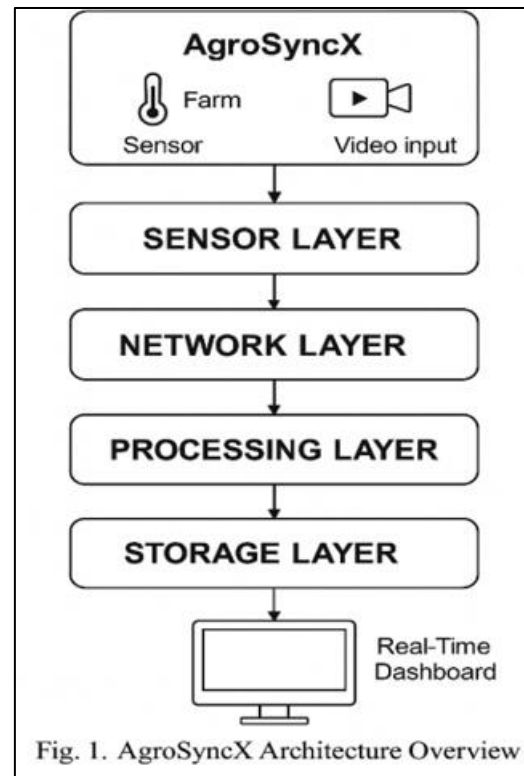 AgroSyncX
Farm
Sensor
Video input
SENSOR LAYER
NETWORK LAYER
PROCESSING LAYER
STORAGE LAYER
Real-Time
Dashboard
Fig. 1. AgroSyncX Architecture Overview